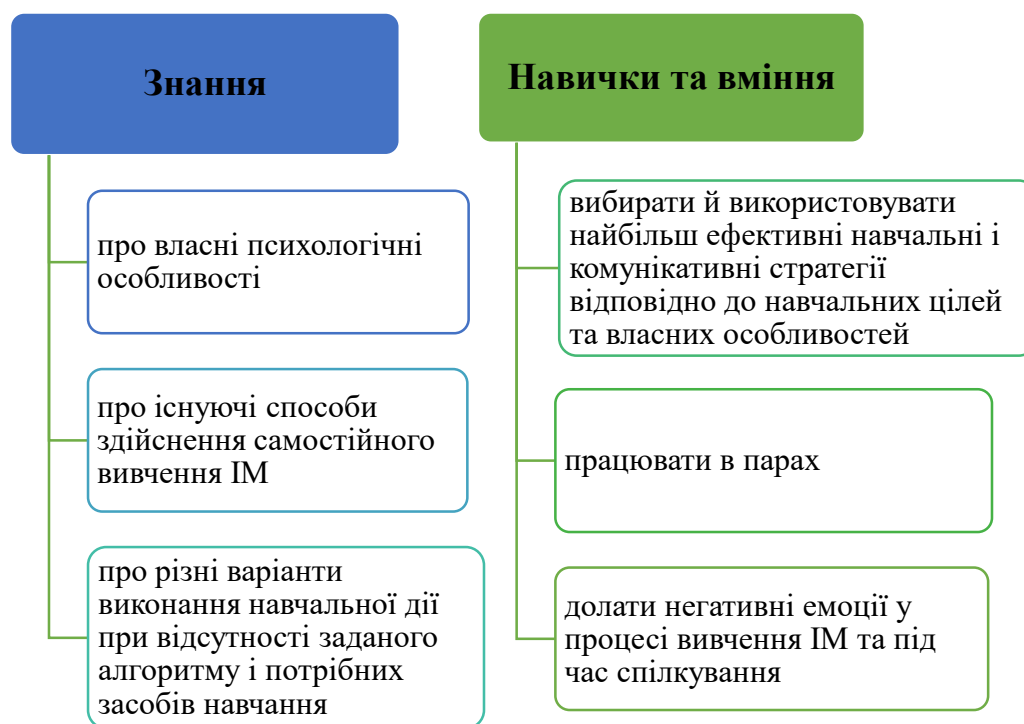 Знання
про власні психологічні
особливості
про існуючі способи
здійснення самостійного
вивчення ІМ
про різні варіанти
виконання навчальної дії
при відсутності заданого
алгоритму і потрібних
засобів навчання
Навички та вміння
вибирати й використовувати
найбільш ефективні навчальні і
комунікативні стратегії
відповідно до навчальних цілей
та власних особливостей
працювати в парах
долати негативні емоції у
процесі вивчення ІМ та під
час спілкування